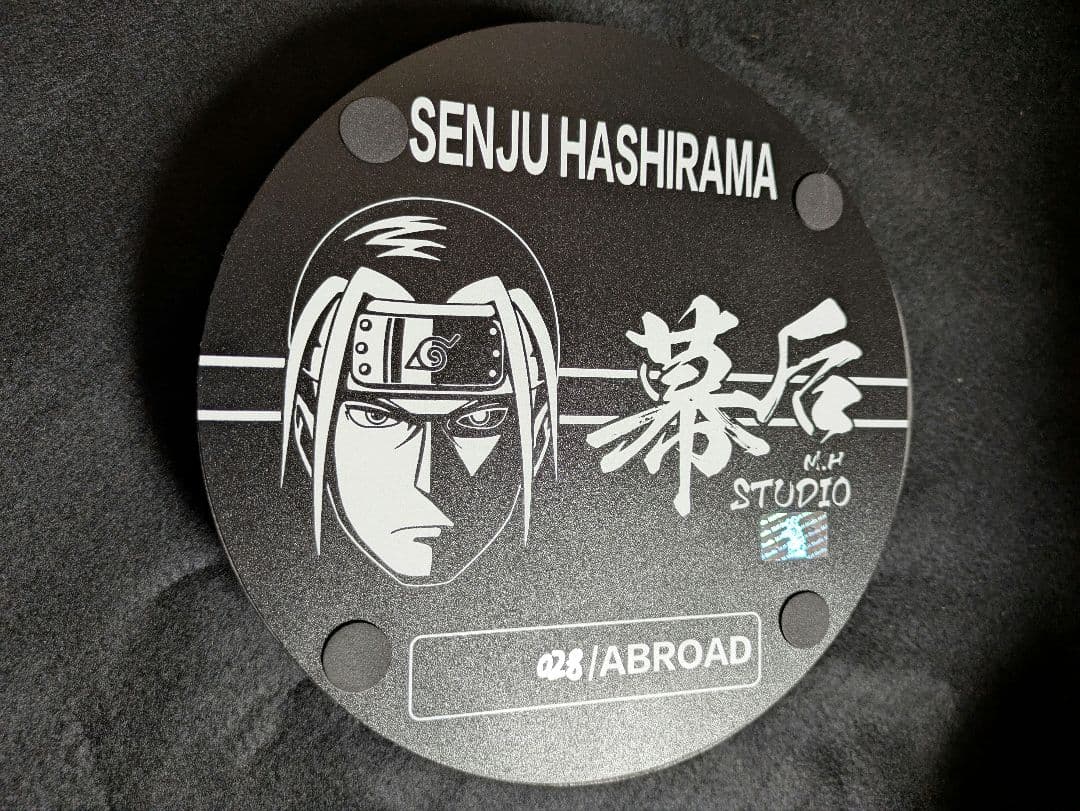 SENJU HASHIRAMA
幕后
M.H
STUDIO
028/ABROAD